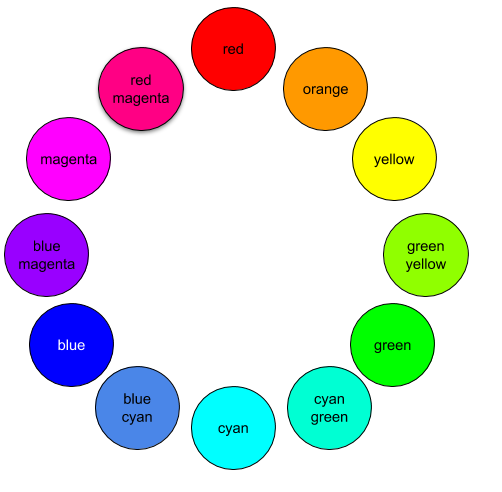 red
orange
yellow
green
yellow
green
cyan
green
cyan
blue
cyan
blue
blue
magenta
magenta
red
magenta